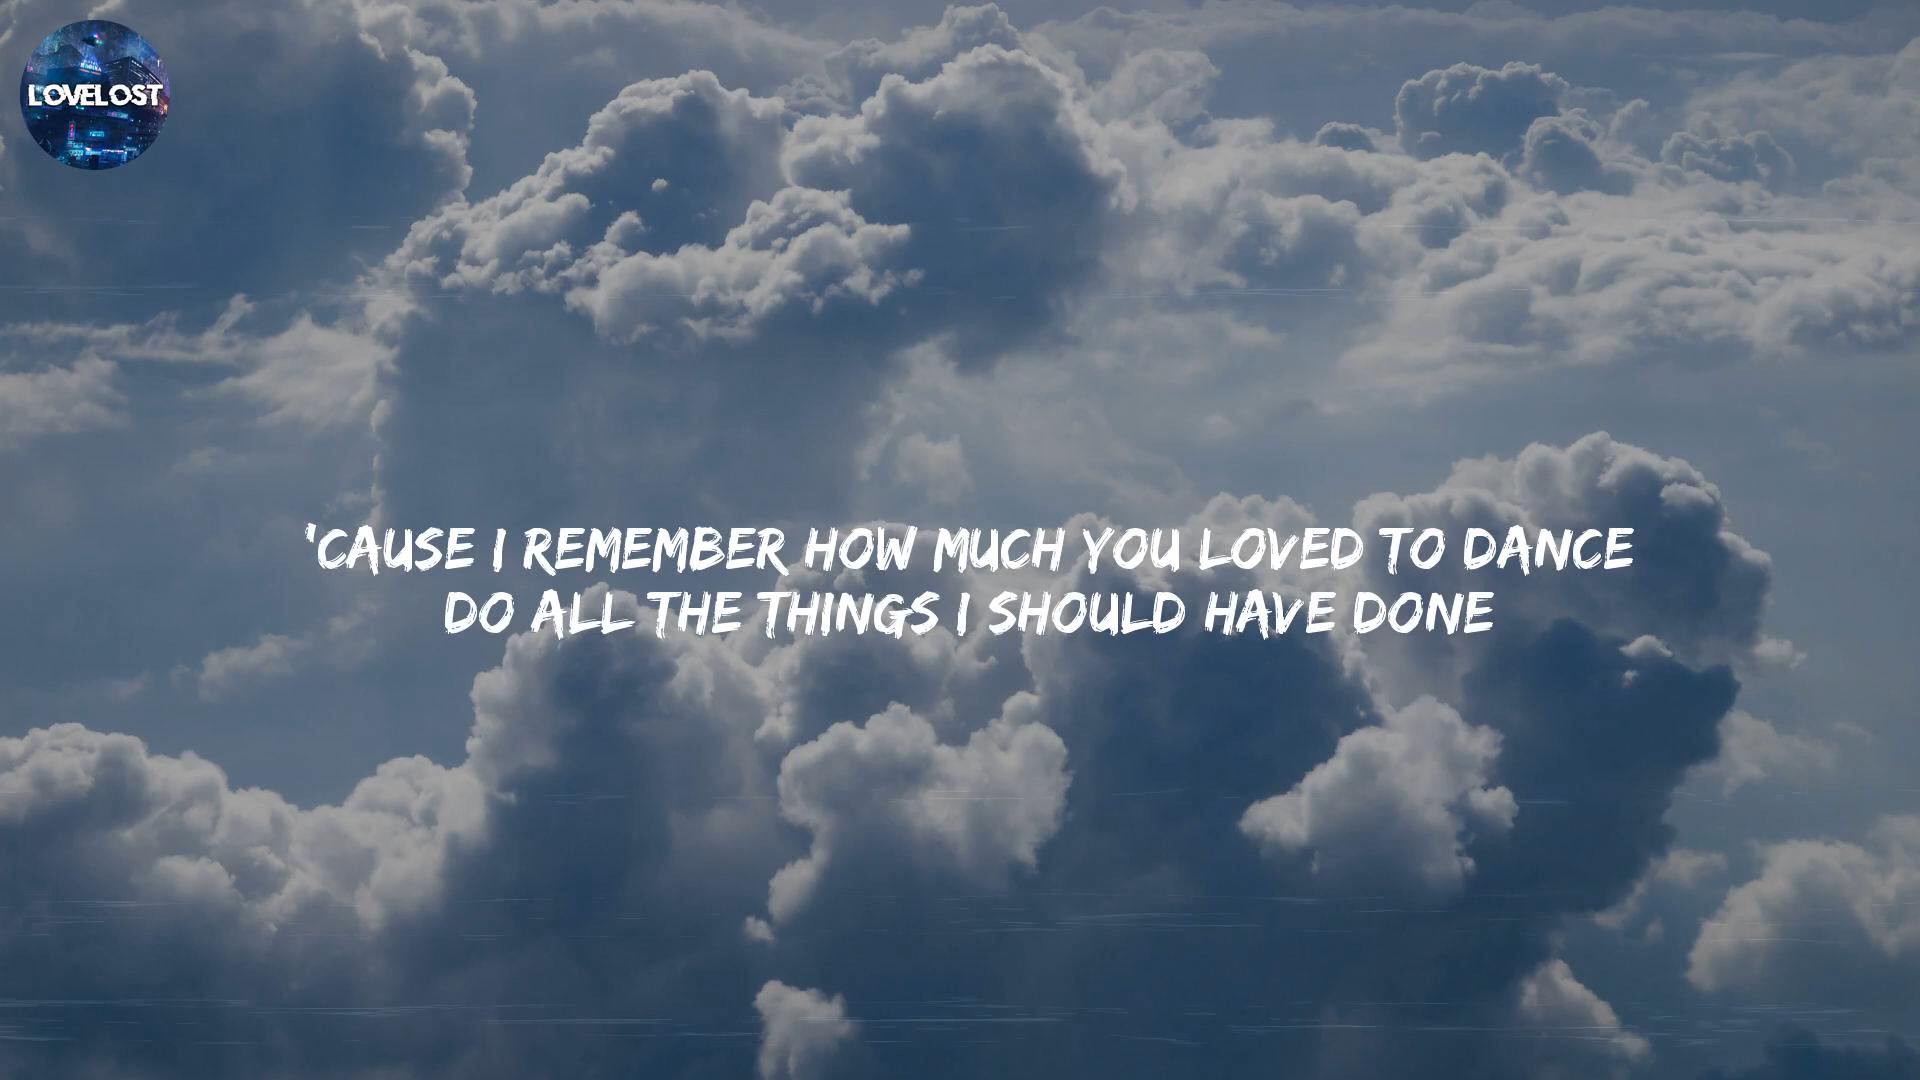 LOVELOST
'CAUSE I REMEMBER HOW MUCH YOU LOVED TO DANCE
DO ALL THE THINGS I SHOULD HAVE DONE